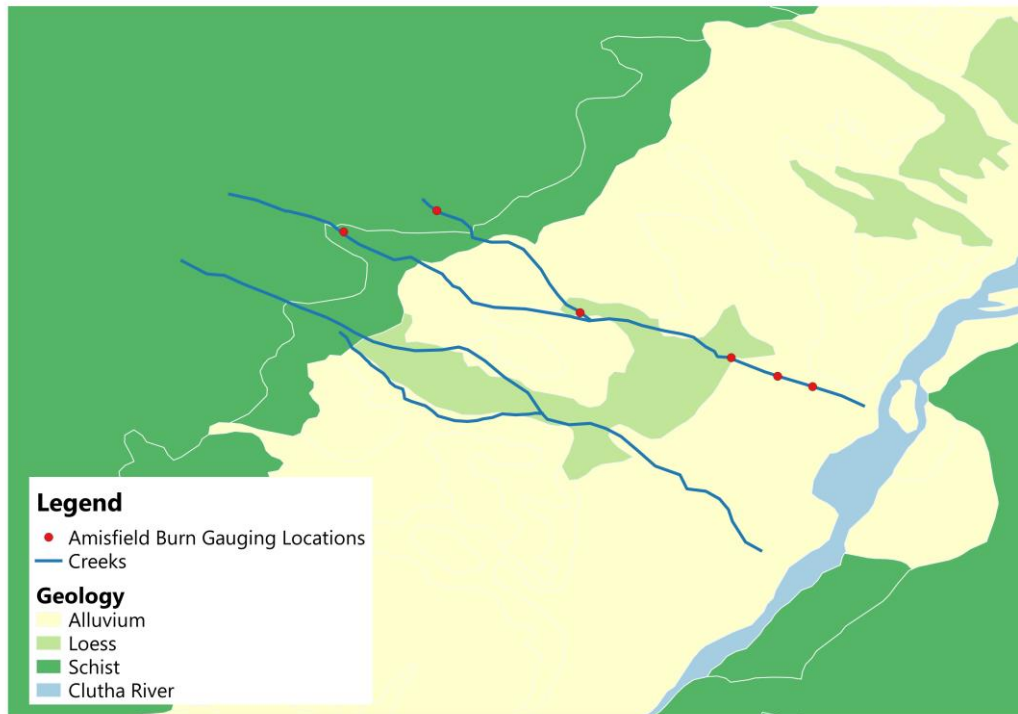 Legend
Amisfield Burn Gauging Locations
Creeks
Geology
Alluvium
Loess
Schist
Clutha River